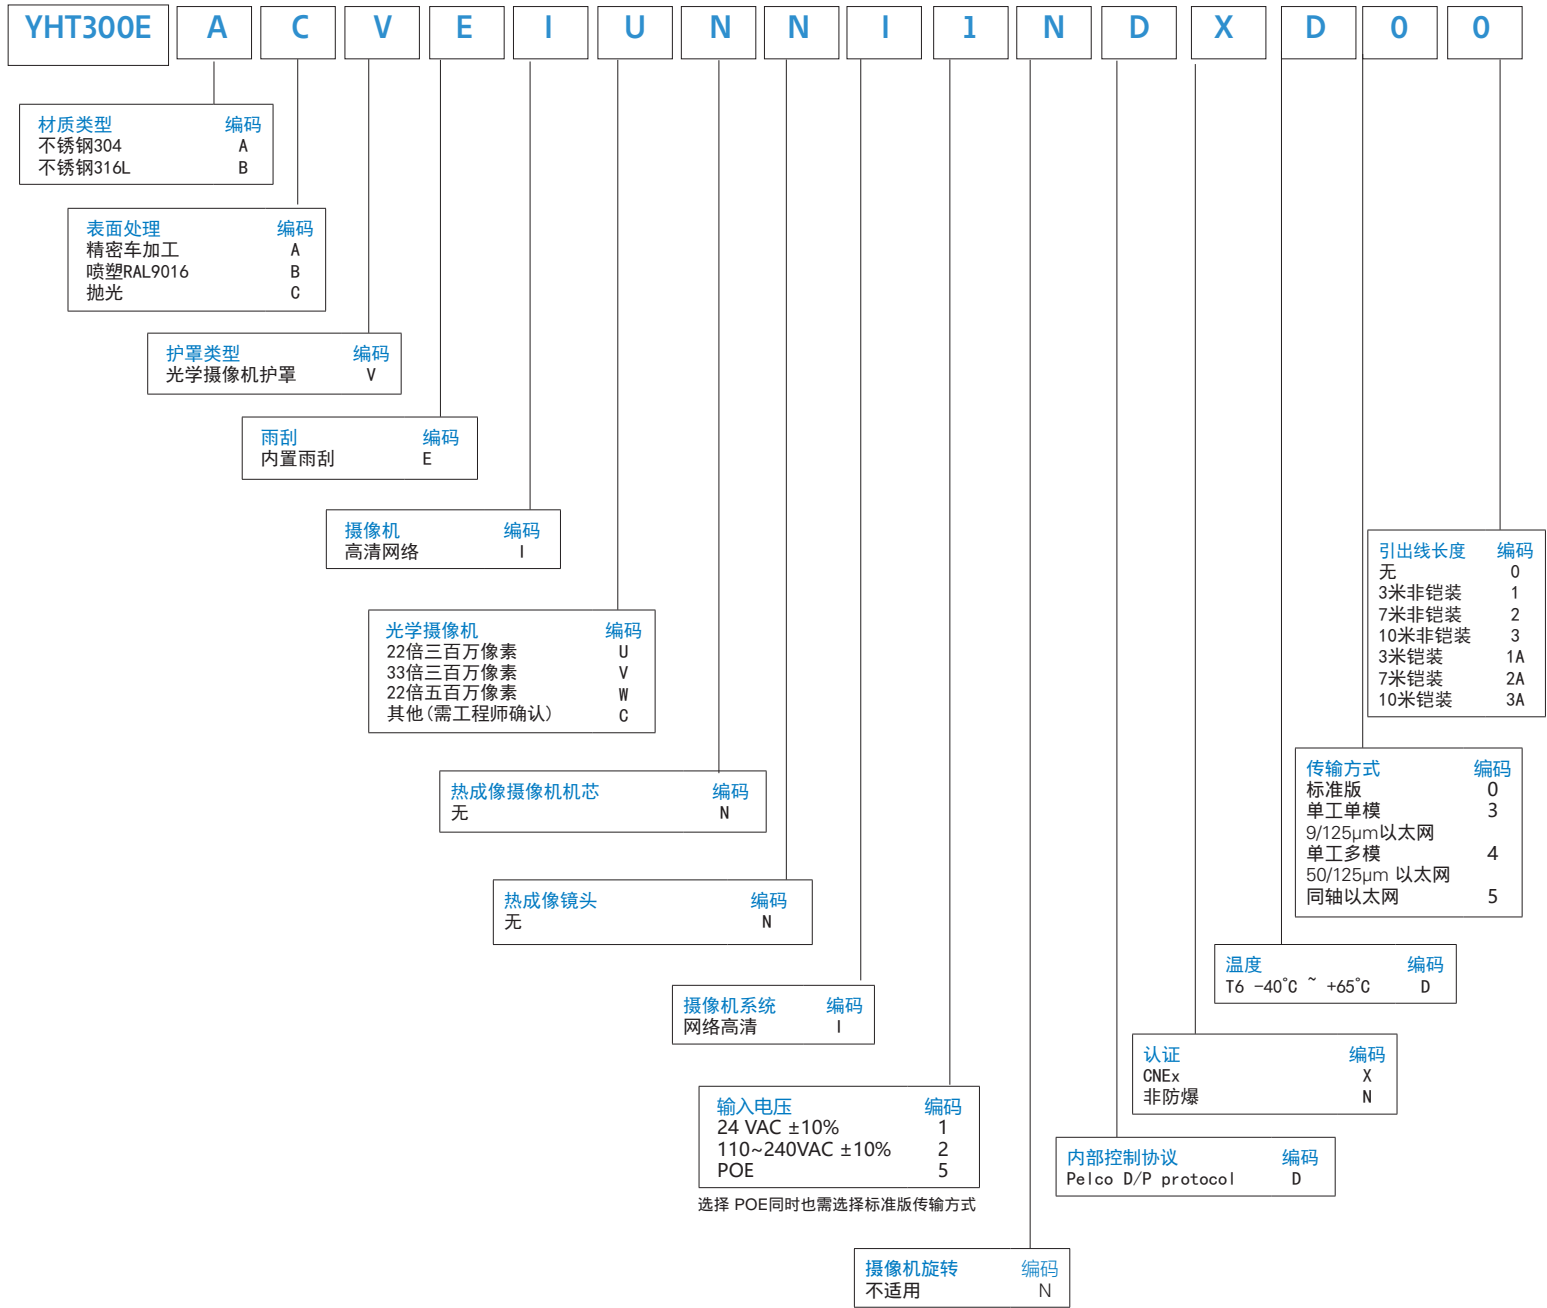 YHT300E A C V E I U N N I 1 N D X D 0 0
材质类型 编码
不锈钢304 A
不锈钢316L B
表面处理 编码
精密车加工 A
喷塑RAL9016 B
抛光 C
护罩类型 编码
光学摄像机护罩 V
雨刮 编码
内置雨刮 E
摄像机 编码
高清网络 I
光学摄像机 编码
22倍三百万像素 U
33倍三百万像素 V
22倍五百万像素 W
其他(需工程师确认) C
热成像摄像机机芯 编码
无 N
热成像镜头 编码
无 N
摄像机系统 编码
网络高清 I
输入电压 编码
24 VAC ±10% 1
110~240VAC ±10% 2
POE 5
选择 POE同时也需选择标准版传输方式
摄像机旋转 编码
不适用 N
内部控制协议 编码
Pelco D/P protocol D
认证 编码
CNEx X
非防爆 N
温度 编码
T6 -40℃ ~ +65℃ D
传输方式 编码
标准版 0
单工单模 3
9/125μm以太网
单工多模 4
50/125μm 以太网
同轴以太网 5
引出线长度 编码
无 0
3米非铠装 1
7米非铠装 2
10米非铠装 3
3米铠装 1A
7米铠装 2A
10米铠装 3A